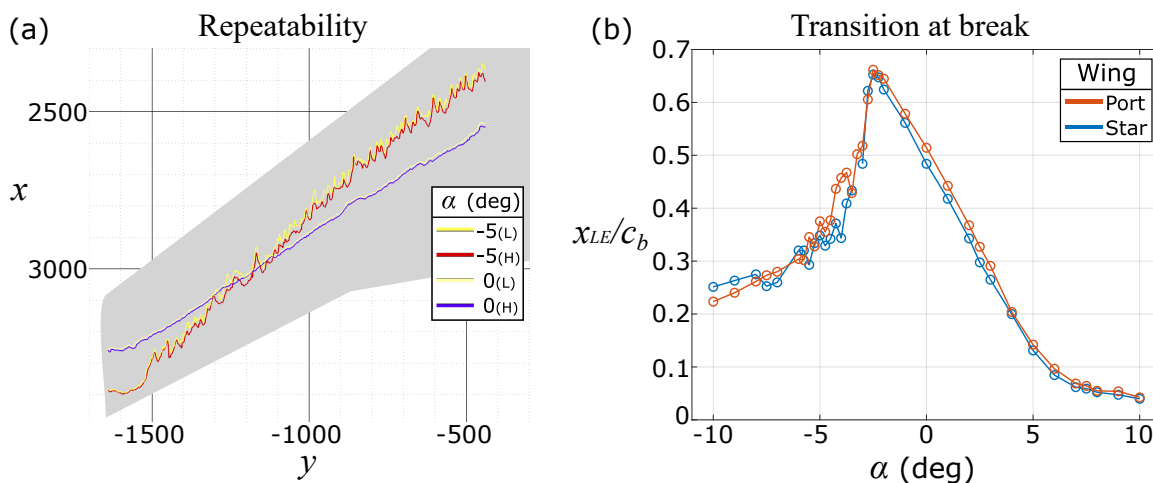 (a)
Repeatability
2500
x
3000
α (deg)
-5(L)
-5(H)
0(L)
0(H)
-1500
-1000
-500
y
(b)
Transition at break
0.7
0.6
0.5
0.4
0.3
0.2
0.1
0
xLE/cb
Wing
Port
Star
-10
-5
0
5
10
α (deg)